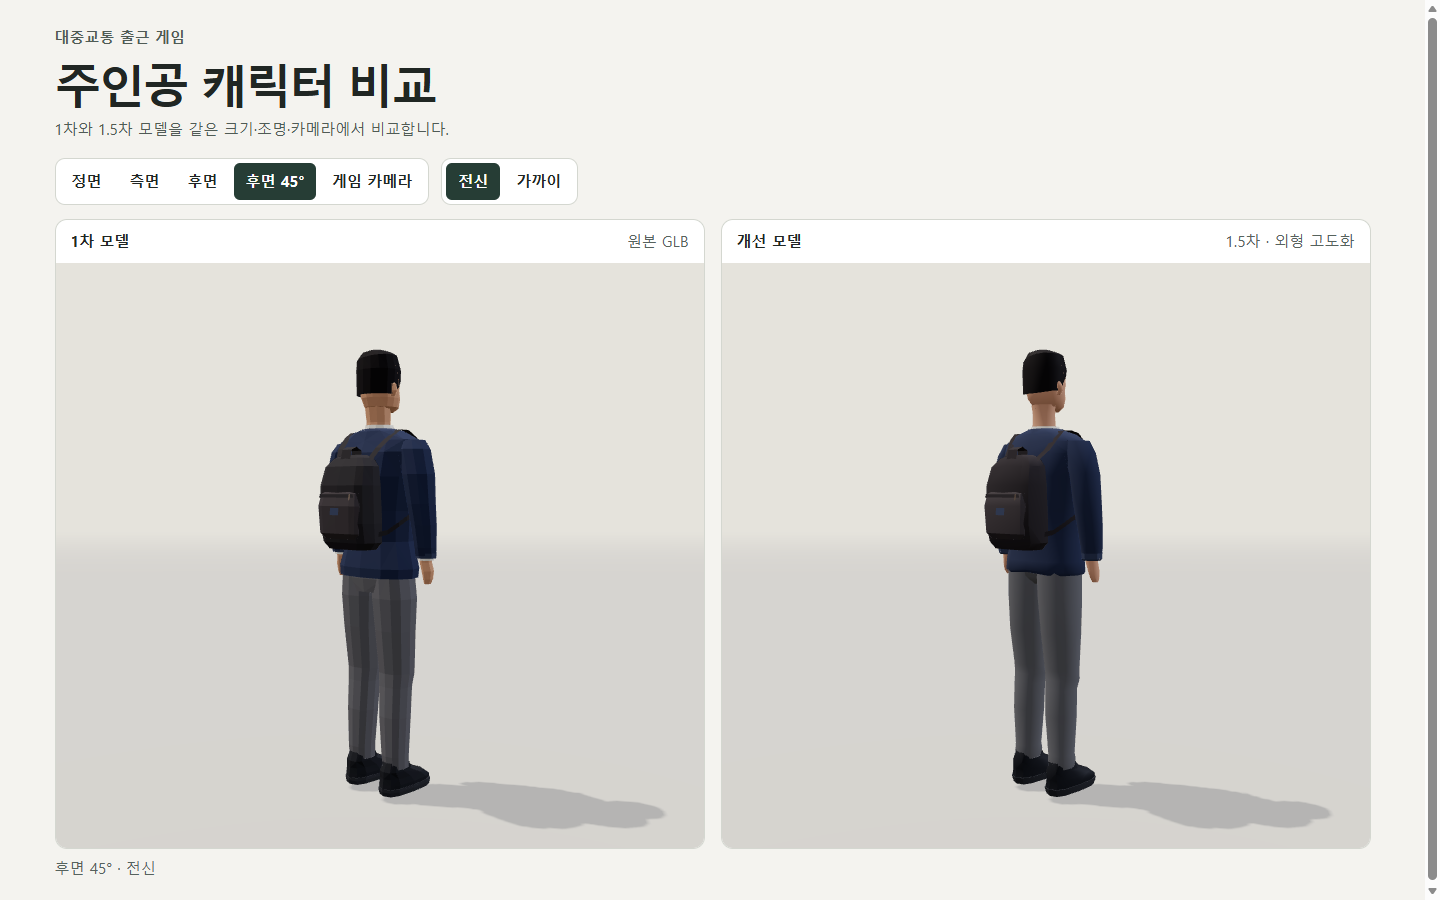 대중교통 출근 게임
주인공 캐릭터 비교
1차와 1.5차 모델을 같은 크기·조명·카메라에서 비교합니다.
정면 측면 후면 후면 45° 게임 카메라 전신 가까이
1차 모델 원본 GLB
개선 모델 1.5차 · 외형 고도화
후면 45° · 전신